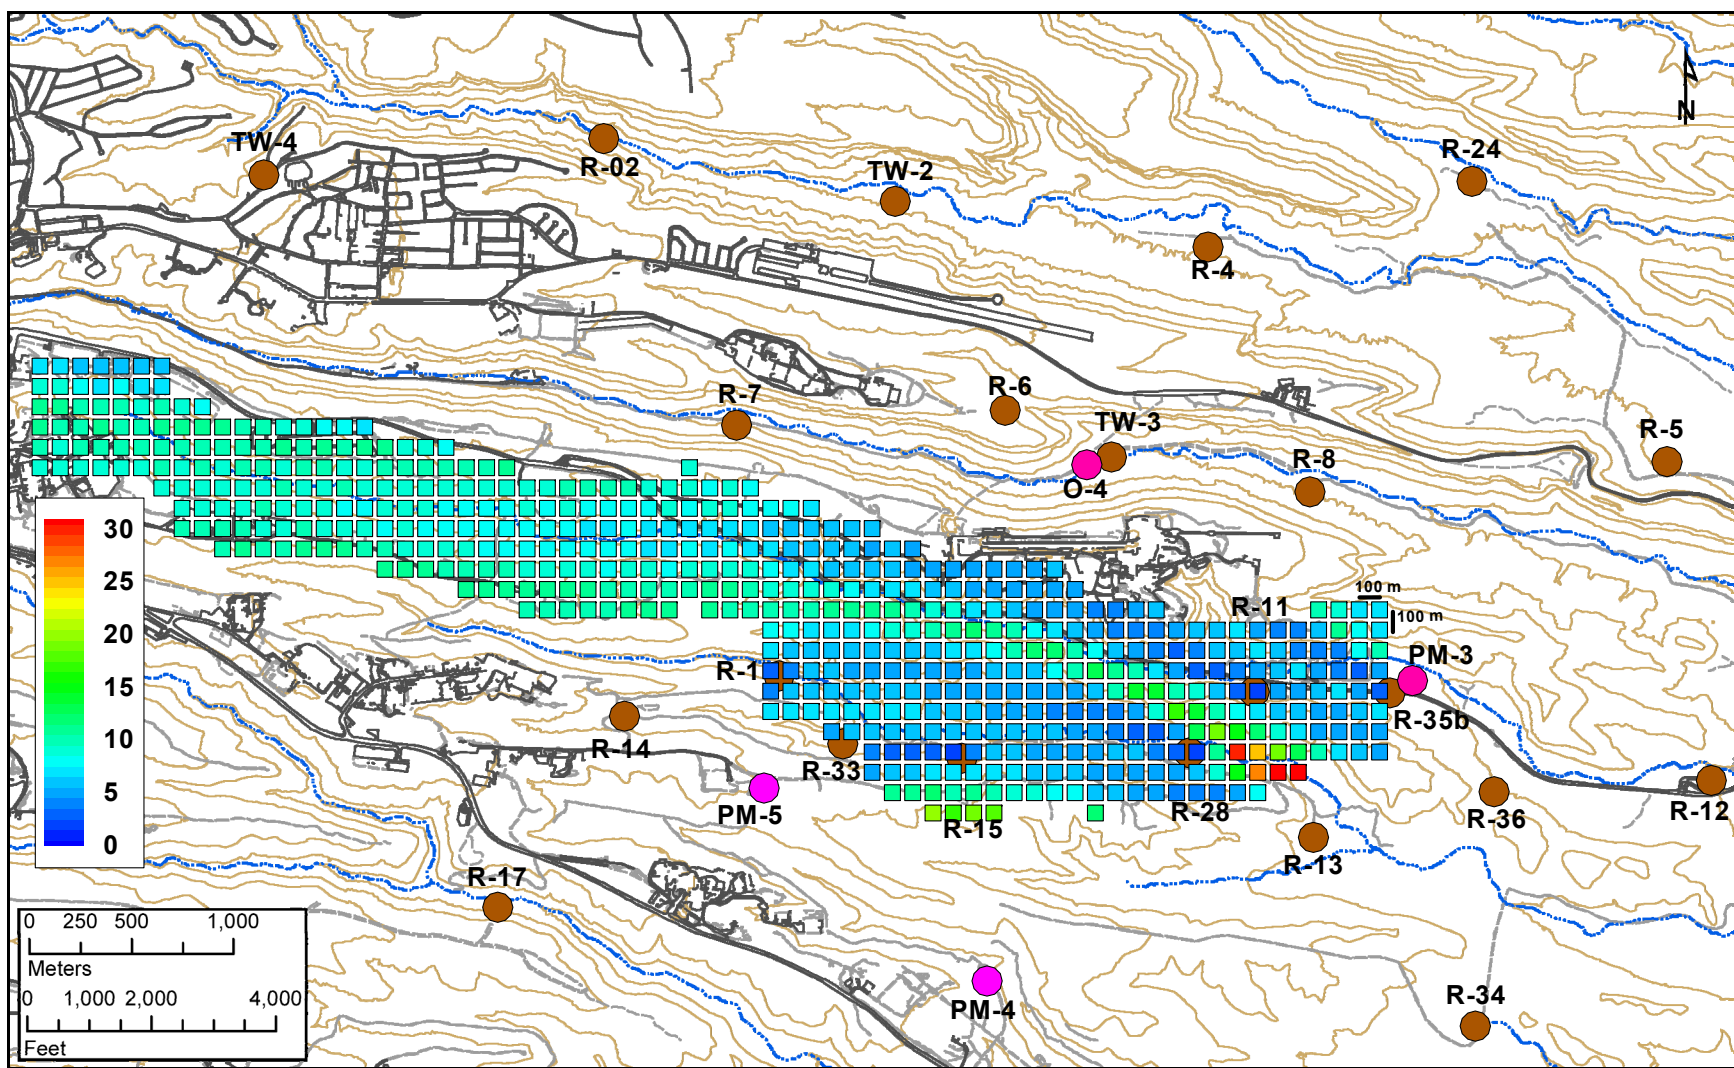 N
TW-4
R-02
TW-2
R-24
R-4
R-7
R-6
TW-3
O-4
R-8
R-5
30
25
20
15
10
5
0
100 m
100 m
R-11
PM-3
R-1
R-35b
R-14
R-33
PM-5
R-15
R-28
R-36
R-12
R-13
R-17
PM-4
R-34
0 250 500 1,000
Meters
0 1,000 2,000 4,000
Feet